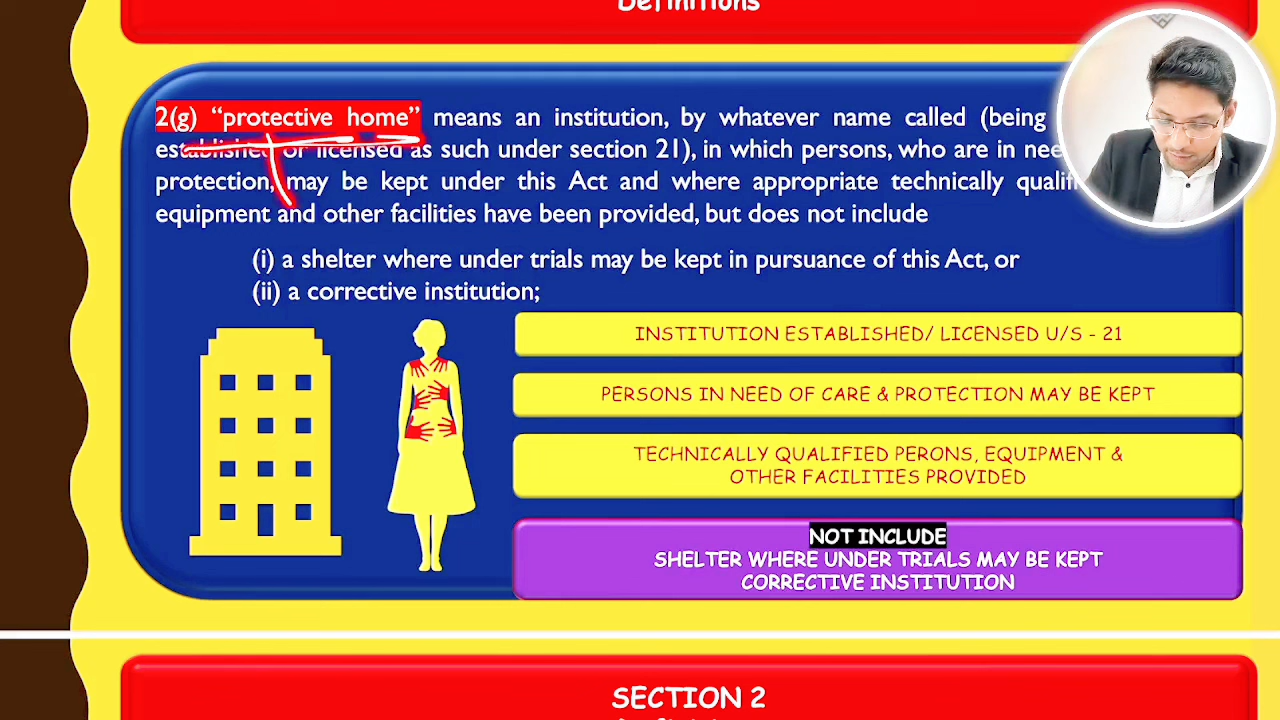 Definitions
2(g) “protective home” means an institution, by whatever name called (being
established or licensed as such under section 21), in which persons, who are in
protection, may be kept under this Act and where appropriate technically
equipment and other facilities have been provided, but does not include
(i) a shelter where under trials may be kept in pursuance of this Act, or
(ii) a corrective institution;
INSTITUTION ESTABLISHED/ LICENSED U/S - 21
PERSONS IN NEED OF CARE & PROTECTION MAY BE KEPT
TECHNICALLY QUALIFIED PERONS, EQUIPMENT &
OTHER FACILITIES PROVIDED
NOT INCLUDE
SHELTER WHERE UNDER TRIALS MAY BE KEPT
CORRECTIVE INSTITUTION
SECTION 2